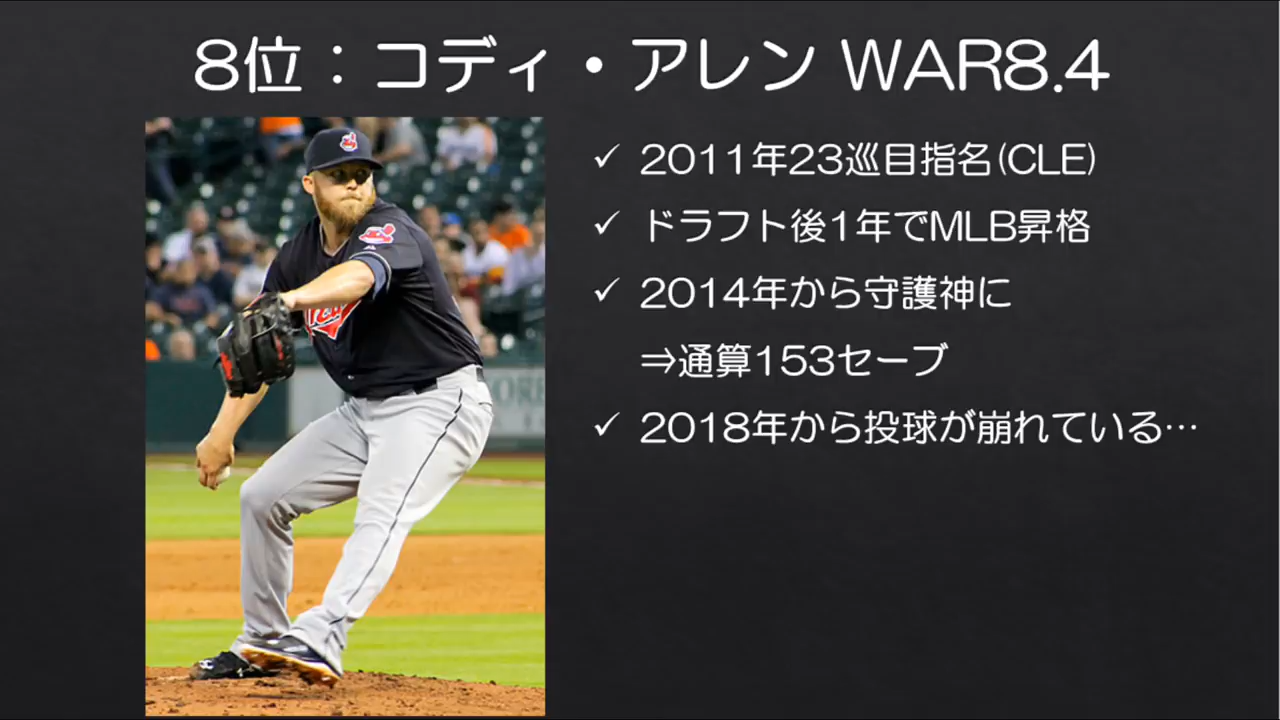 8位：コディ・アレン WAR8.4
✓ 2011年23巡目指名(CLE)
✓ ドラフト後1年でMLB昇格
✓ 2014年から守護神に
⇒通算153セーブ
✓ 2018年から投球が崩れている…